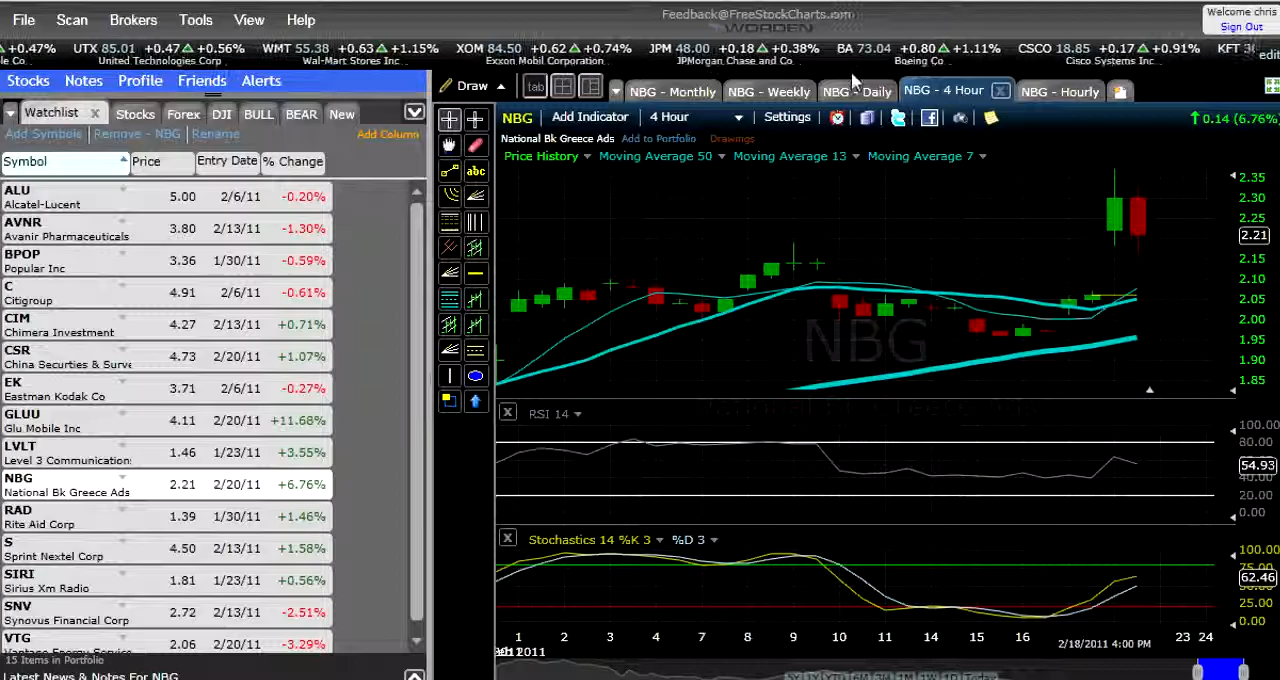 File Scan Brokers Tools View Help
Feedback@FreeStockCharts.com
WORDEN
Welcome chris
Sign Out
+0.47% UTX 85.01 +0.47 +0.56% WMT 55.38 +0.63 +1.15% XOM 84.50 +0.62 +0.74% JPM 48.00 +0.18 +0.38% BA 73.04 +0.80 +1.11% CSCO 18.85 +0.17 +0.91% KFT
le Co. United Technologies Corp Wal-Mart Stores Inc Exxon Mobil Corporation JPMorgan Chase and Co. Boeing Co Cisco Systems Inc edit
Stocks Notes Profile Friends Alerts
Draw tab NBG - Monthly NBG - Weekly NBG - Daily NBG - 4 Hour NBG - Hourly
Watchlist Stocks Forex DJI BULL BEAR New
NBG Add Indicator 4 Hour Settings
0.14 (6.76%)
Add Symbols Remove - NBG Rename Add Column
National Bk Greece Ads Add to Portfolio Drawings
Symbol Price Entry Date % Change
Price History Moving Average 50 Moving Average 13 Moving Average 7
ALU 5.00 2/6/11 -0.20%
Alcatel-Lucent
AVNR 3.80 2/13/11 -1.30%
Avanir Pharmaceuticals
BPOP 3.36 1/30/11 -0.59%
Popular Inc
C 4.91 2/6/11 -0.61%
Citigroup
CIM 4.27 2/13/11 +0.71%
Chimera Investment
CSR 4.73 2/20/11 +1.07%
China Securities & Surve
EK 3.71 2/6/11 -0.27%
Eastman Kodak Co
GLUU 4.11 2/20/11 +11.68%
Glu Mobile Inc
LVLT 1.46 1/23/11 +3.55%
Level 3 Communication
NBG 2.21 2/20/11 +6.76%
National Bk Greece Ads
RAD 1.39 1/30/11 +1.46%
Rite Aid Corp
S 4.50 2/13/11 +1.58%
Sprint Nextel Corp
SIRI 1.81 1/23/11 +0.56%
Sirius Xm Radio
SNV 2.72 2/13/11 -2.51%
Synovus Financial Corp
VTG 2.06 2/20/11 -3.29%
Vantage Energy Service
15 Items in Portfolio
Latest News & Notes For NBG
abc
NBG
2.35
2.30
2.25
2.21
2.15
2.10
2.05
2.00
1.95
1.90
1.85
RSI 14
100.00
80.00
54.93
40.00
20.00
0.00
Stochastics 14 %K 3 %D 3
100.00
75.00
62.46
25.00
0.00
1 2 3 4 7 8 9 10 11 14 15 16 2/18/2011 4:00 PM 23 24
2011